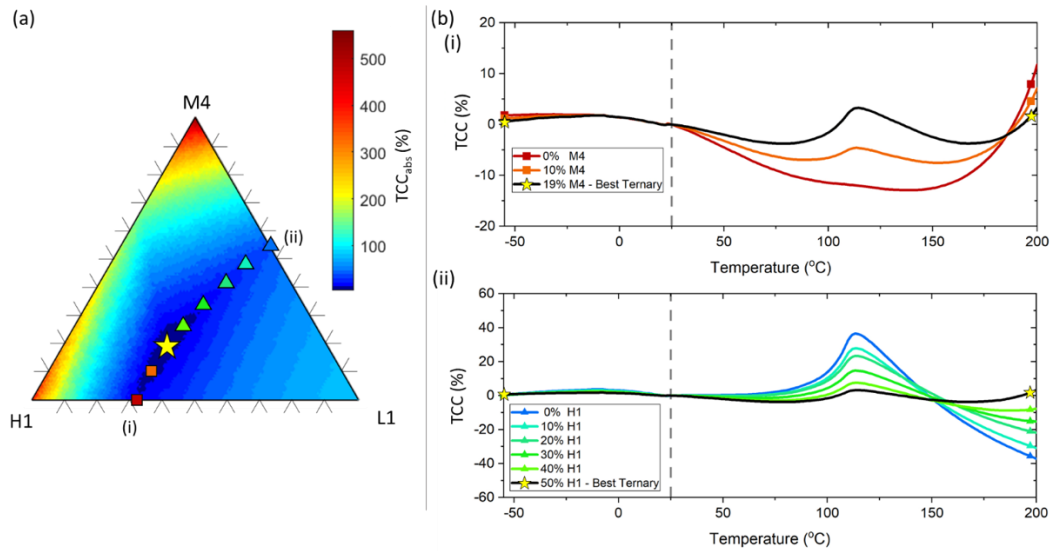 (a)
M4
H1
L1
(i)
(ii)
500
400
300
200
100
TCCabs (%)
(b)
(i)
20
10
0
-10
-20
TCC (%)
0% M4
10% M4
19% M4 - Best Ternary
-50
0
50
100
150
200
Temperature (°C)
(ii)
60
40
20
0
-20
-40
-60
TCC (%)
0% H1
10% H1
20% H1
30% H1
40% H1
50% H1 - Best Ternary
-50
0
50
100
150
200
Temperature (°C)